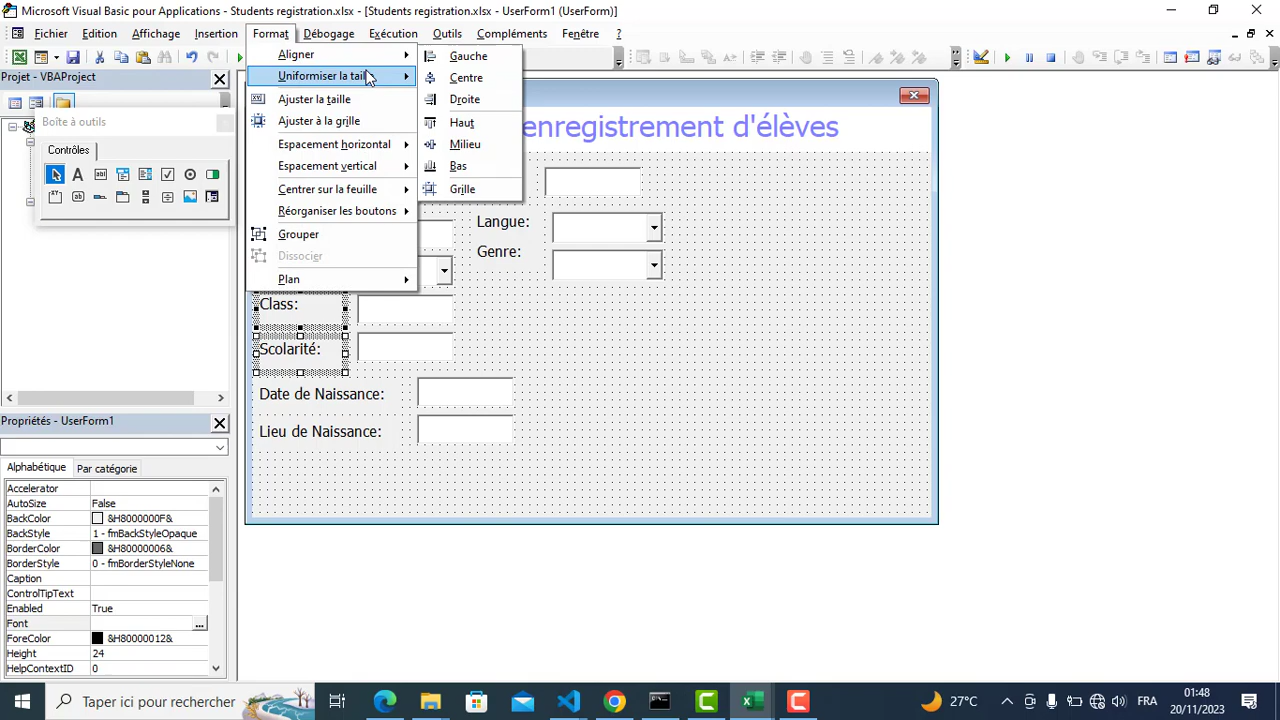 Microsoft Visual Basic pour Applications - Students registration.xlsx - [Students registration.xlsx - UserForm1 (UserForm)]
Fichier Edition Affichage Insertion Format Débogage Exécution Outils Compléments Fenêtre ?
Projet - VBAProject
Boîte à outils
Contrôles
Aligner
Uniformiser la
Ajuster la taille
Ajuster à la grille
Espacement horizontal
Espacement vertical
Centrer sur la feuille
Réorganiser les boutons
Grouper
Dissocier
Plan
Gauche
Centre
Droite
Haut
Milieu
Bas
Grille
enregistrement d'élèves
Langue:
Genre:
Class:
Scolarité:
Date de Naissance:
Lieu de Naissance:
Propriétés - UserForm1
Alphabétique Par catégorie
Accelerator
AutoSize False
BackColor &H8000000F&
BackStyle 1 - fmBackStyleOpaque
BorderColor &H80000006&
BorderStyle 0 - fmBorderStyleNone
Caption
ControlTipText
Enabled True
Font ...
ForeColor &H80000012&
Height 24
HelpContextID 0
Taper ici pour rechercher
27°C
FRA
01:48
20/11/2023